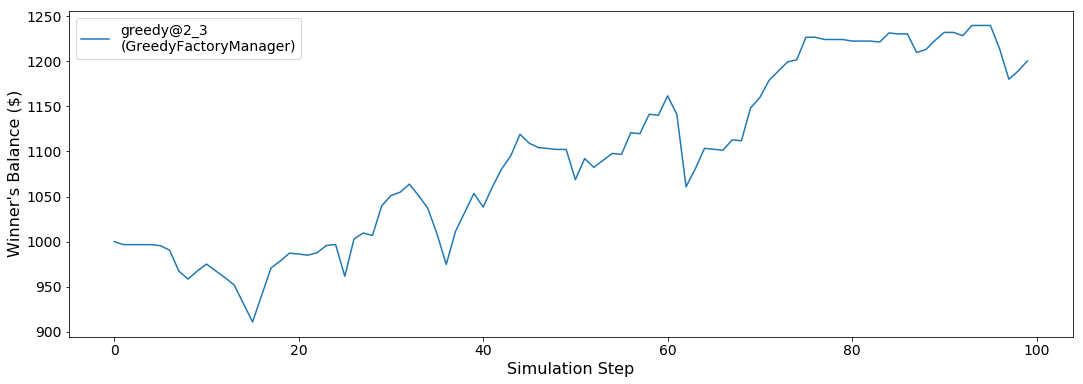 greedy@2_3
(GreedyFactoryManager)
Winner's Balance ($)
1250
1200
1150
1100
1050
1000
950
900
0 20 40 60 80 100
Simulation Step